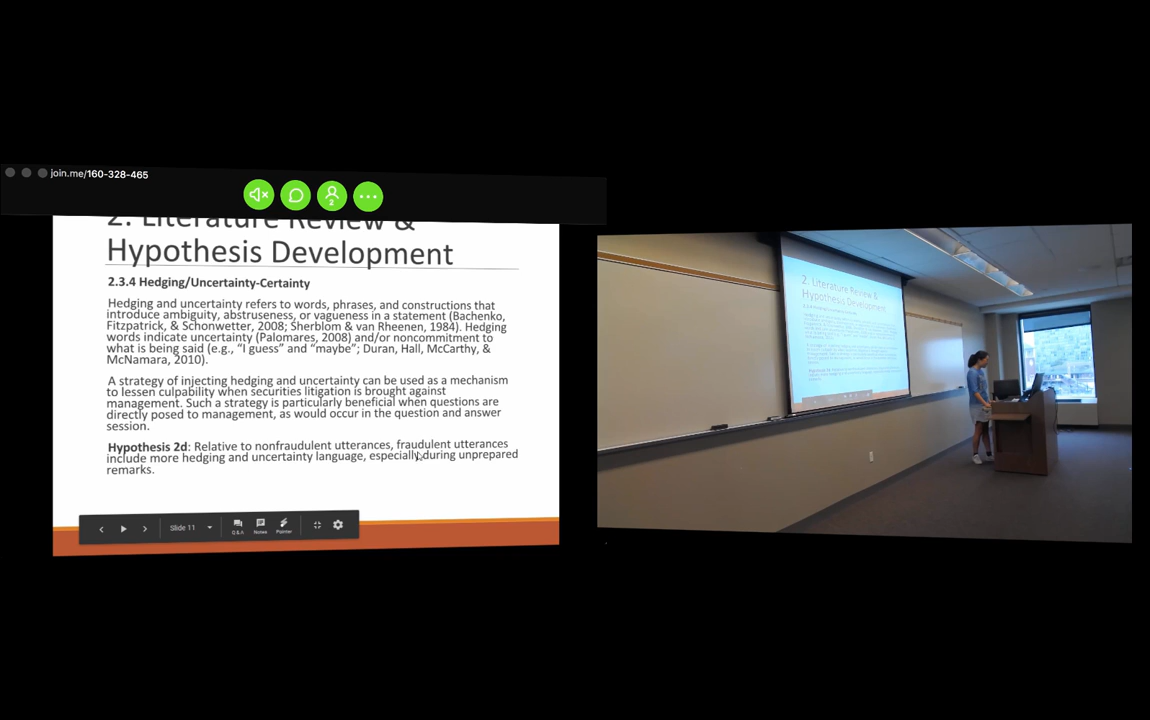 join.me/160-328-465
2
2. Literature Review &
Hypothesis Development
2.3.4 Hedging/Uncertainty-Certainty
Hedging and uncertainty refers to words, phrases, and constructions that
introduce ambiguity, abstruseness, or vagueness in a statement (Bachenko,
Fitzpatrick, & Schonwetter, 2008; Sherblom & van Rheenen, 1984). Hedging
words indicate uncertainty (Palomares, 2008) and/or noncommitment to
what is being said (e.g., “I guess” and “maybe”; Duran, Hall, McCarthy, &
McNamara, 2010).
A strategy of injecting hedging and uncertainty can be used as a mechanism
to lessen culpability when securities litigation is brought against
management. Such a strategy is particularly beneficial when questions are
directly posed to management, as would occur in the question and answer
session.
Hypothesis 2d: Relative to nonfraudulent utterances, fraudulent utterances
include more hedging and uncertainty language, especially during unprepared
remarks.
Slide 11
Q&A Notes Pointer
2. Literature Review &
Hypothesis Development